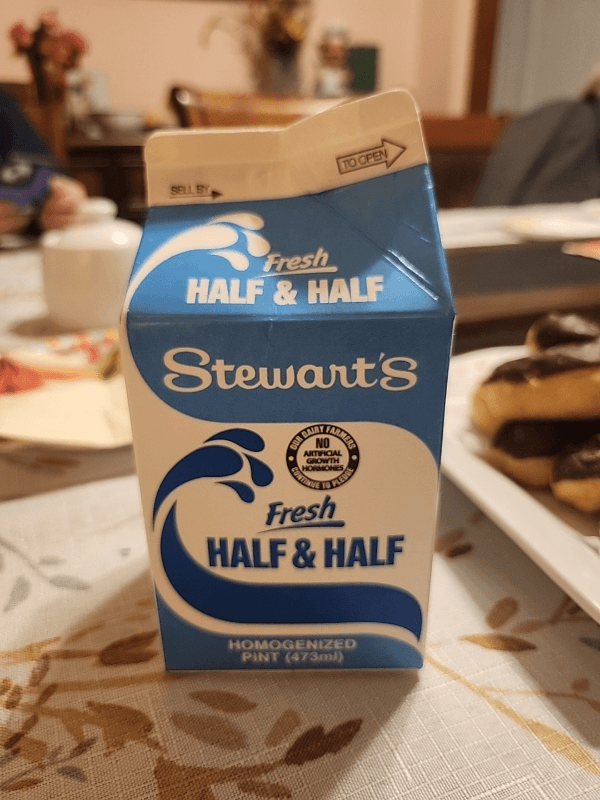 SELL BY
TO OPEN
Fresh
HALF & HALF
Stewart's
OUR DAIRY FARMERS
NO
ARTIFICIAL
GROWTH
HORMONES
CONTINUE TO PLEDGE
Fresh
HALF & HALF
HOMOGENIZED
PINT (473ml)